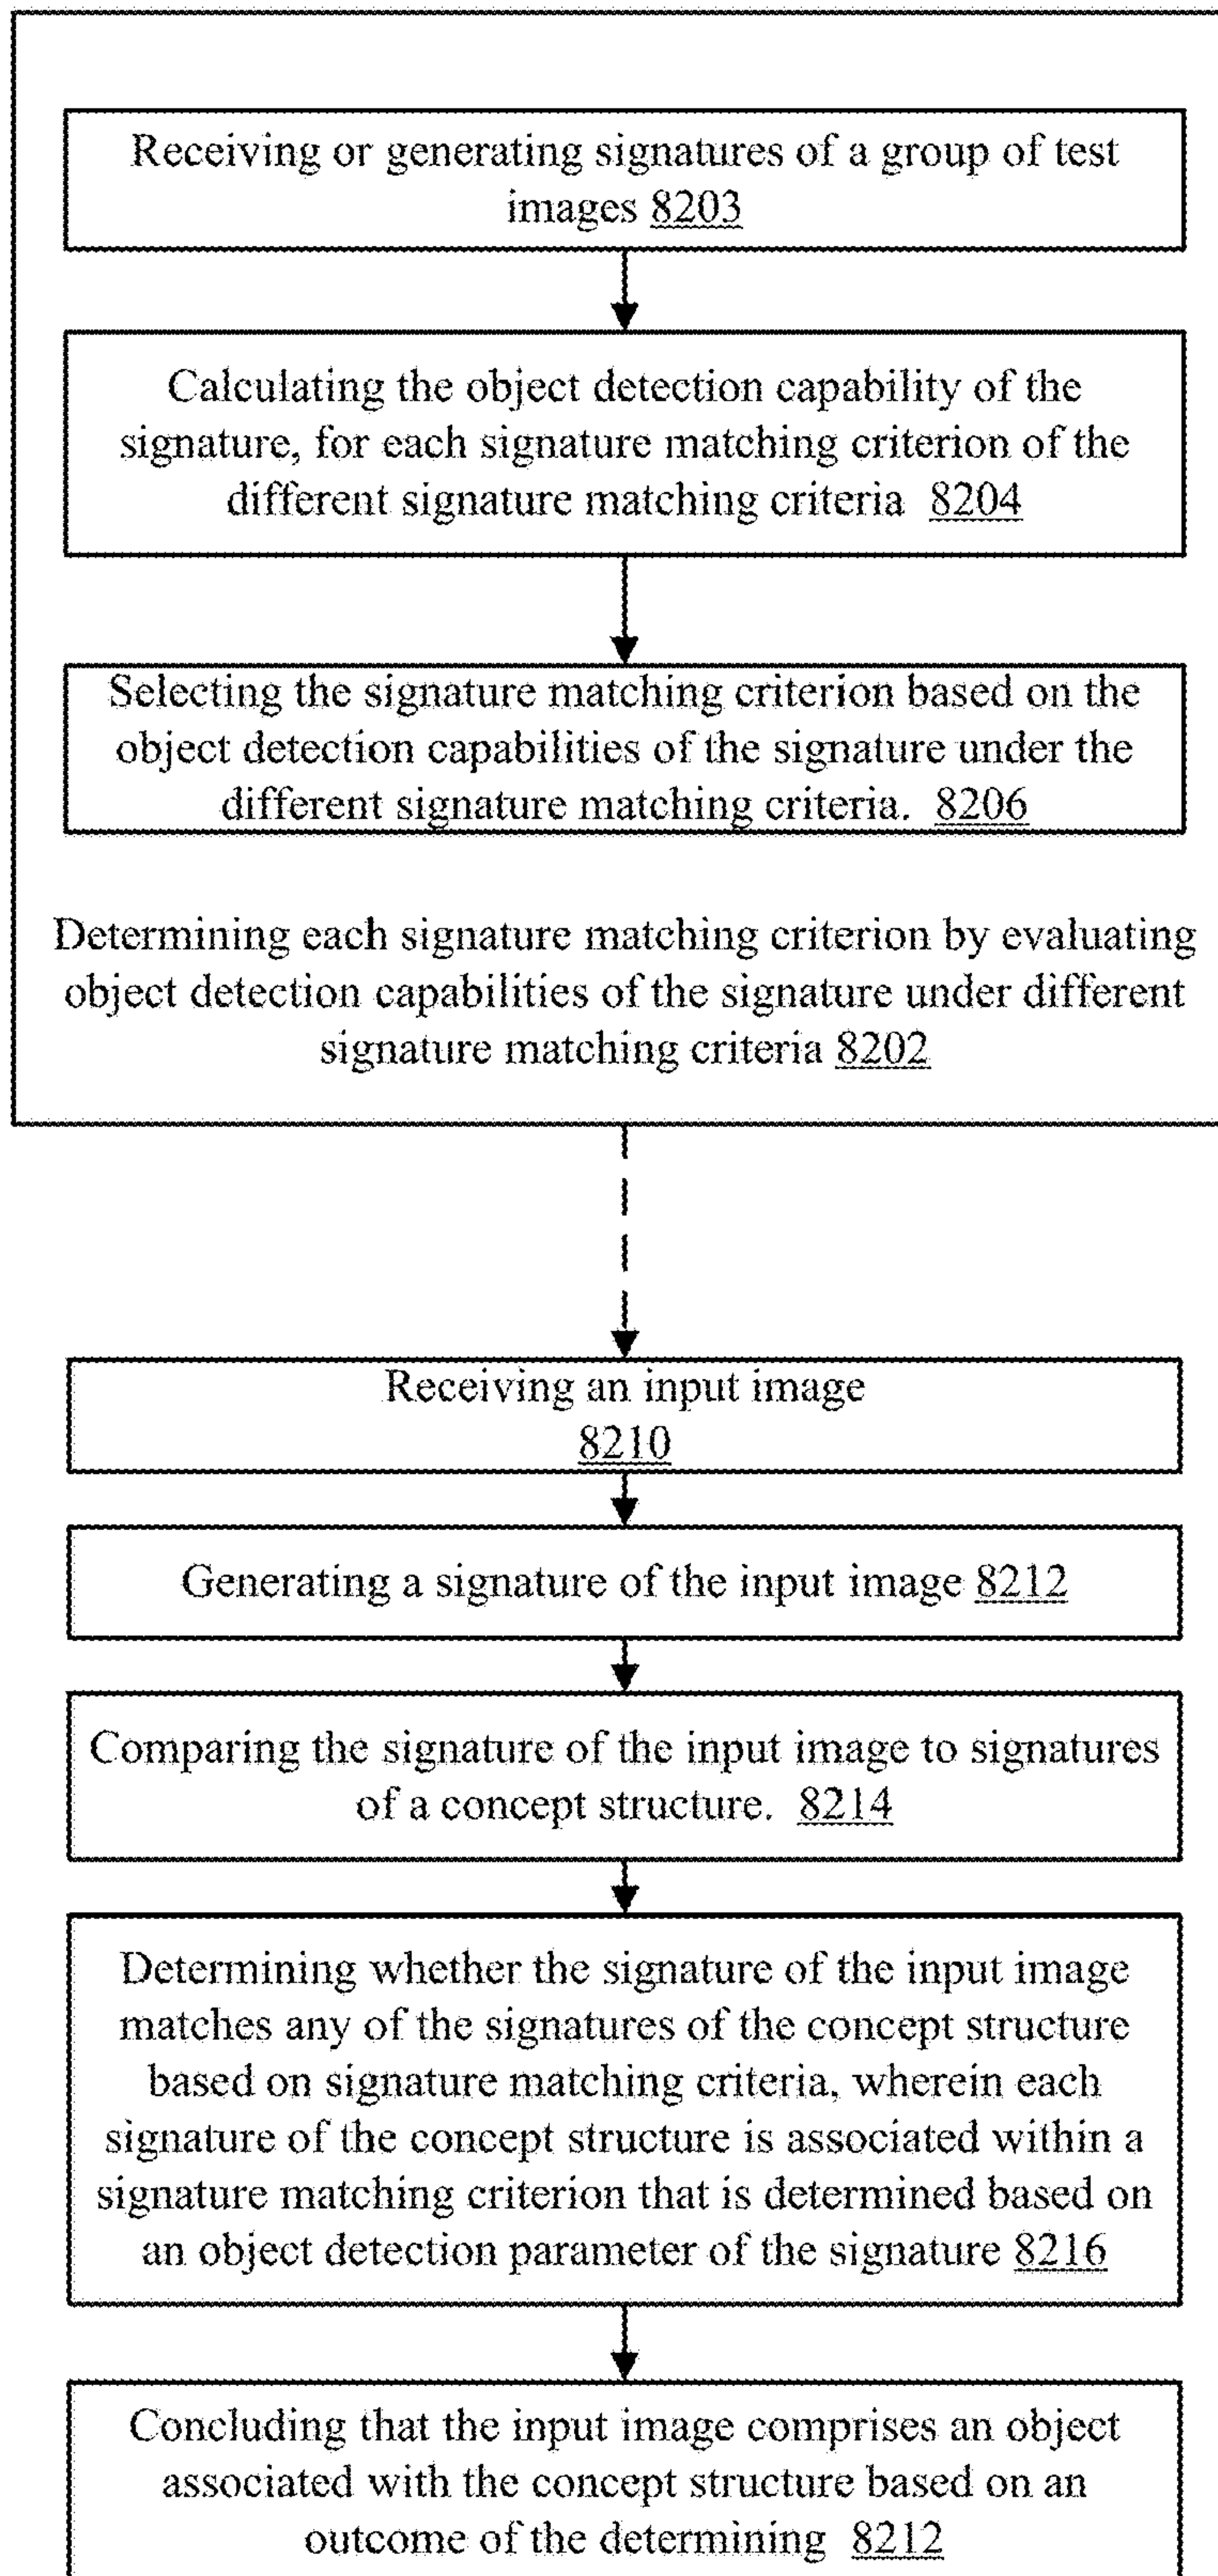 Receiving or generating signatures of a group of test
images 8203
Calculating the object detection capability of the
signature, for each signature matching criterion of the
different signature matching criteria 8204
Selecting the signature matching criterion based on the
object detection capabilities of the signature under the
different signature matching criteria. 8206
Determining each signature matching criterion by evaluating
object detection capabilities of the signature under different
signature matching criteria 8202
Receiving an input image
8210
Generating a signature of the input image 8212
Comparing the signature of the input image to signatures
of a concept structure. 8214
Determining whether the signature of the input image
matches any of the signatures of the concept structure
based on signature matching criteria, wherein each
signature of the concept structure is associated within a
signature matching criterion that is determined based on
an object detection parameter of the signature 8216
Concluding that the input image comprises an object
associated with the concept structure based on an
outcome of the determining 8212